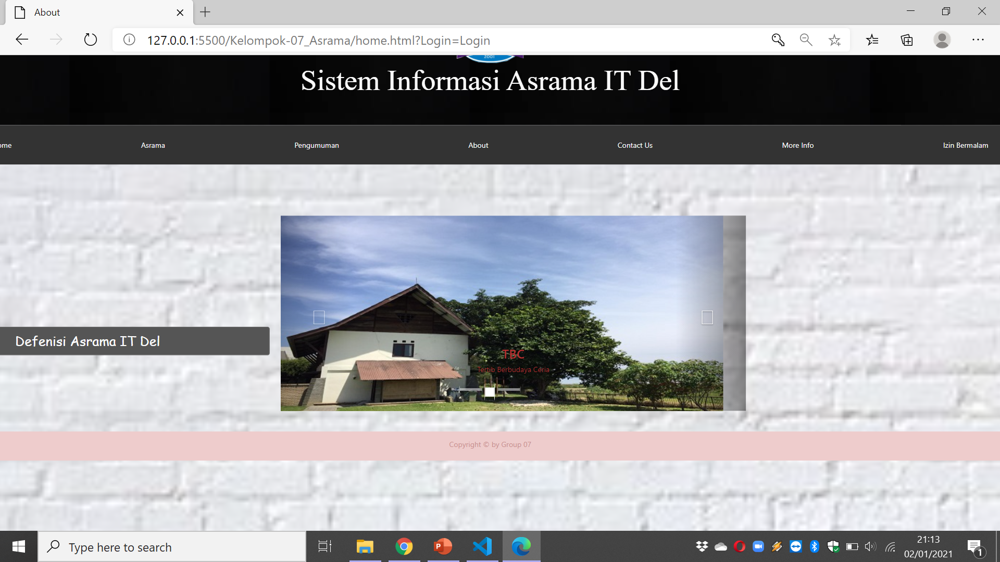 About
127.0.0.1:5500/Kelompok-07_Asrama/home.html?Login=Login
2001
Sistem Informasi Asrama IT Del
ome Asrama Pengumuman About Contact Us More Info Izin Bermalam
Defenisi Asrama IT Del
TBC
Tertib Berbudaya Ceria
Copyright © by Group 07
Type here to search
21:13
02/01/2021
1